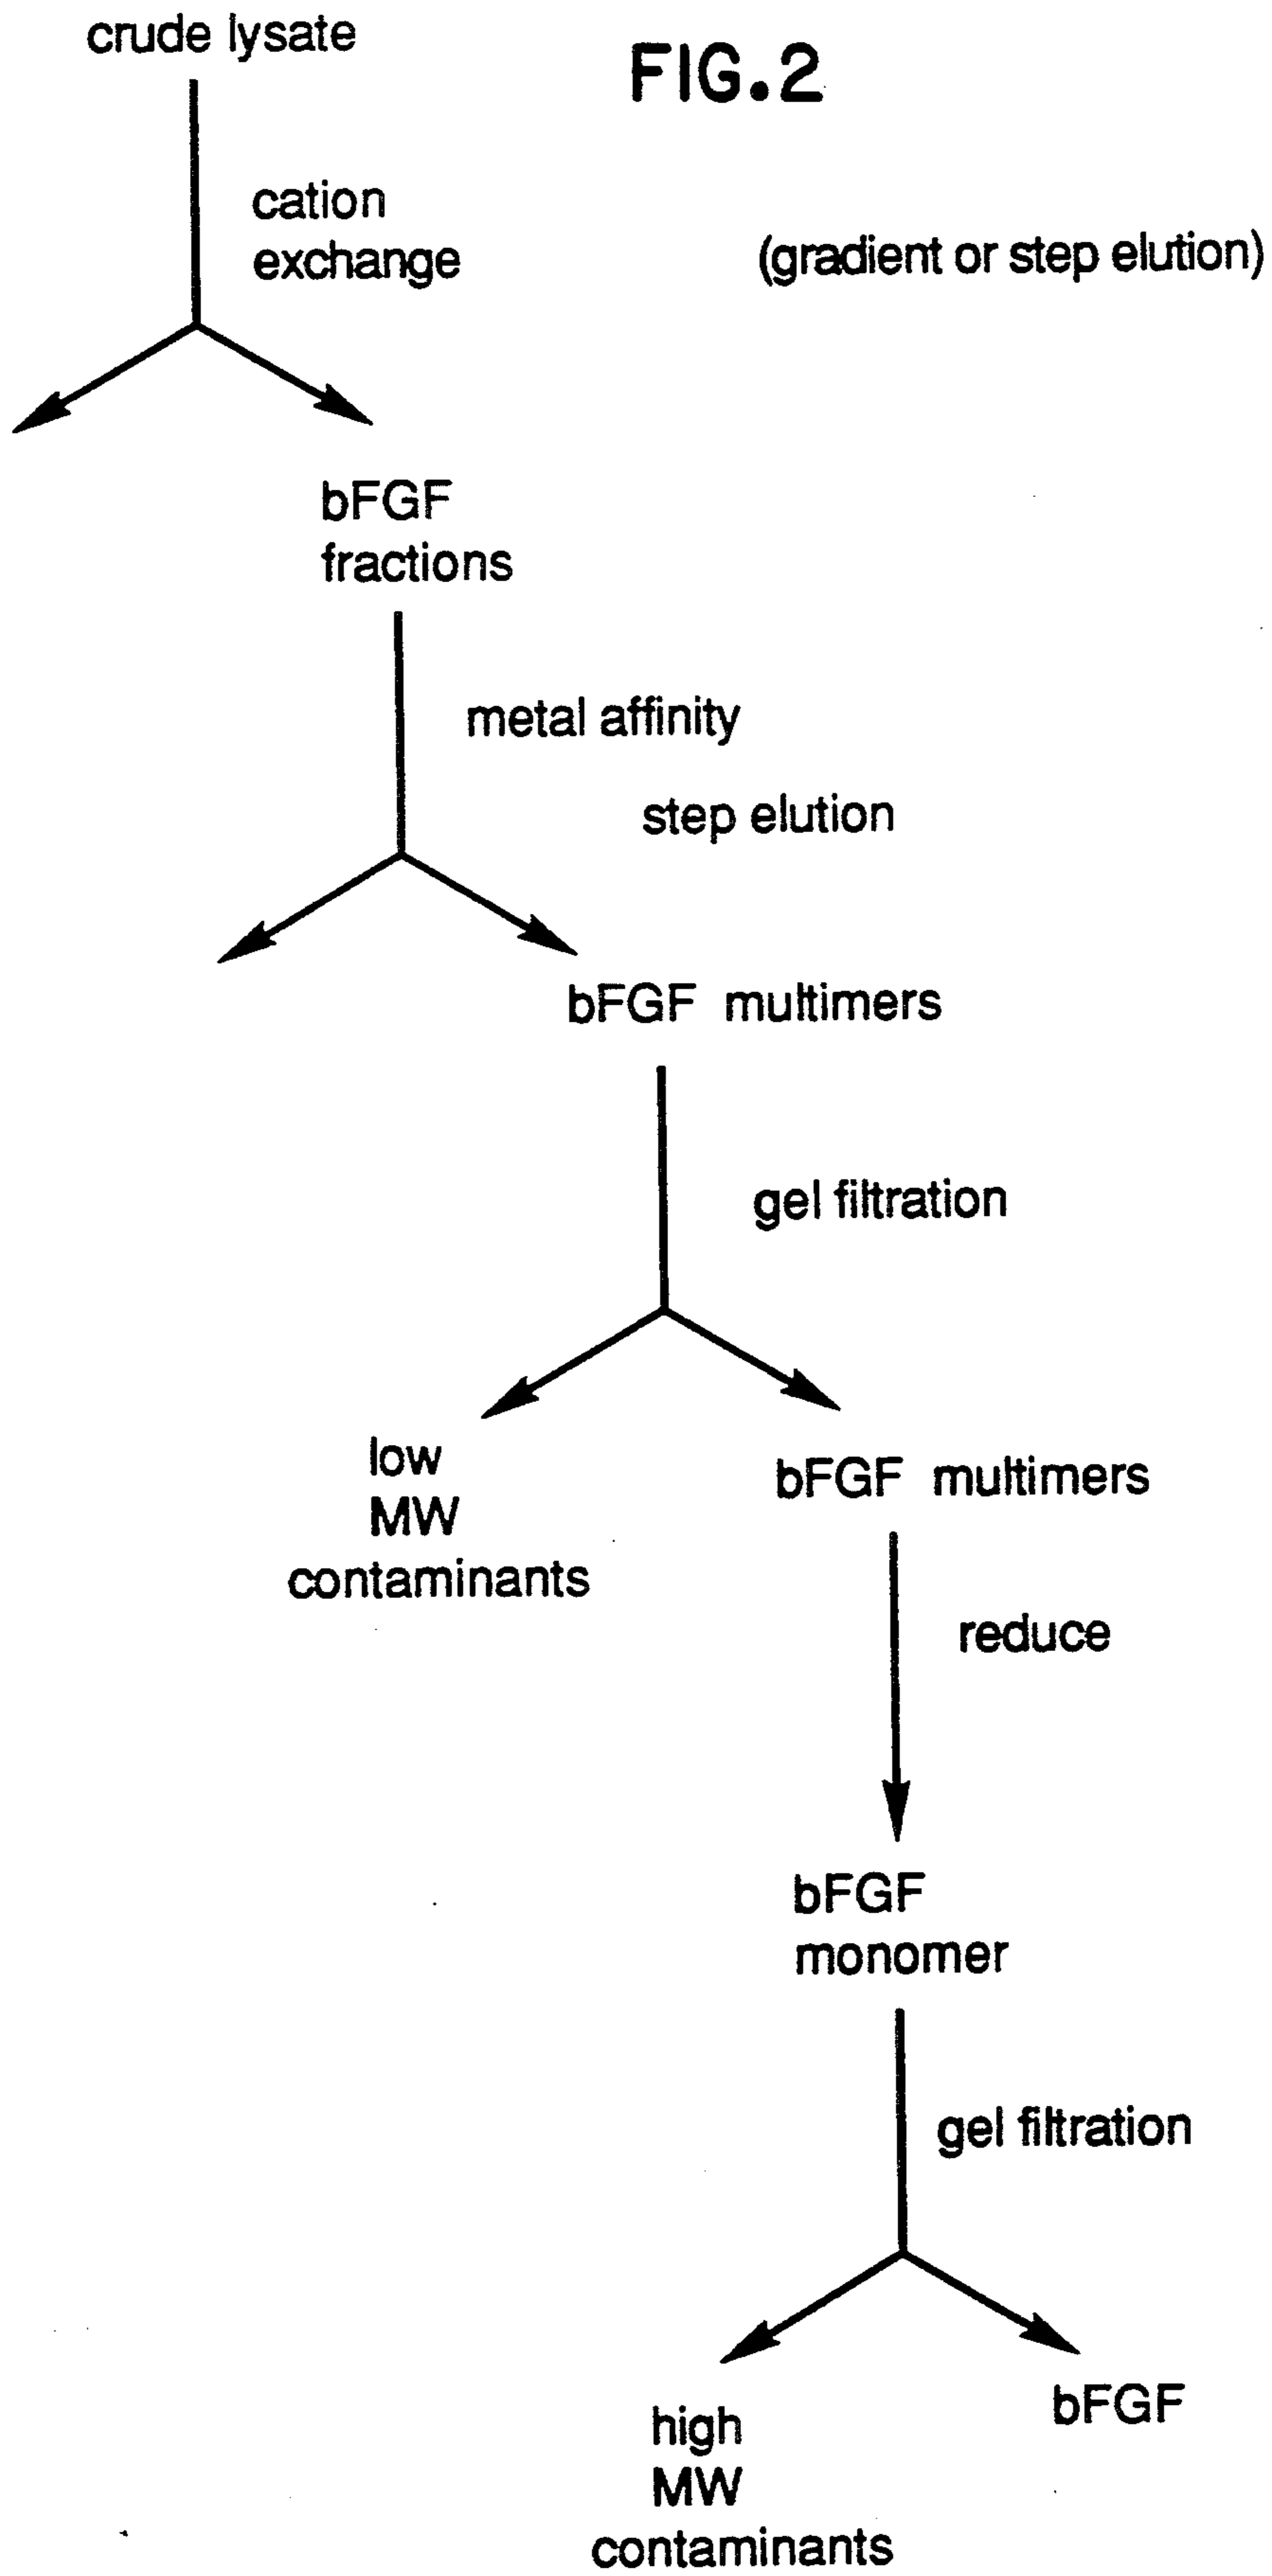 crude lysate
FIG.2
cation
exchange
(gradient or step elution)
bFGF
fractions
metal affinity
step elution
bFGF multimers
gel filtration
low
MW
contaminants
bFGF multimers
reduce
bFGF
monomer
gel filtration
high
MW
contaminants
bFGF